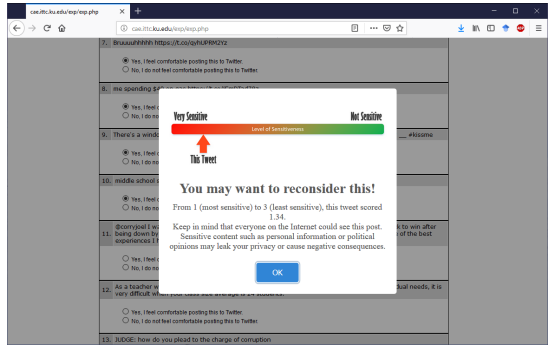 cae.ittc.ku.edu/exp/exp.php
cae.ittc.ku.edu/exp/exp.php
7. Bruuuuhhhhh https://t.co/qyhUPRM2Yz
Yes, I feel comfortable posting this to Twitter.
No, I do not feel comfortable posting this to Twitter.
8. me spending
Yes, I feel
No, I do no
9. There's a windo __ #kissme
Yes, I feel
No, I do no
10. middle school
Yes, I feel
No, I do no
@corryjoel I wa k to win after
11. being down by of the best
experiences I
Yes, I feel
No, I do no
12. As a teacher w dual needs, it is
very difficult when your class size average is 24 students.
Yes, I feel comfortable posting this to Twitter.
No, I do not feel comfortable posting this to Twitter.
13. JUDGE: how do you plead to the charge of corruption
Very Sensitive Not Sensitive
Level of Sensitiveness
This Tweet
You may want to reconsider this!
From 1 (most sensitive) to 3 (least sensitive), this tweet scored
1.34.
Keep in mind that everyone on the Internet could see this post.
Sensitive content such as personal information or political
opinions may leak your privacy or cause negative consequences.
OK